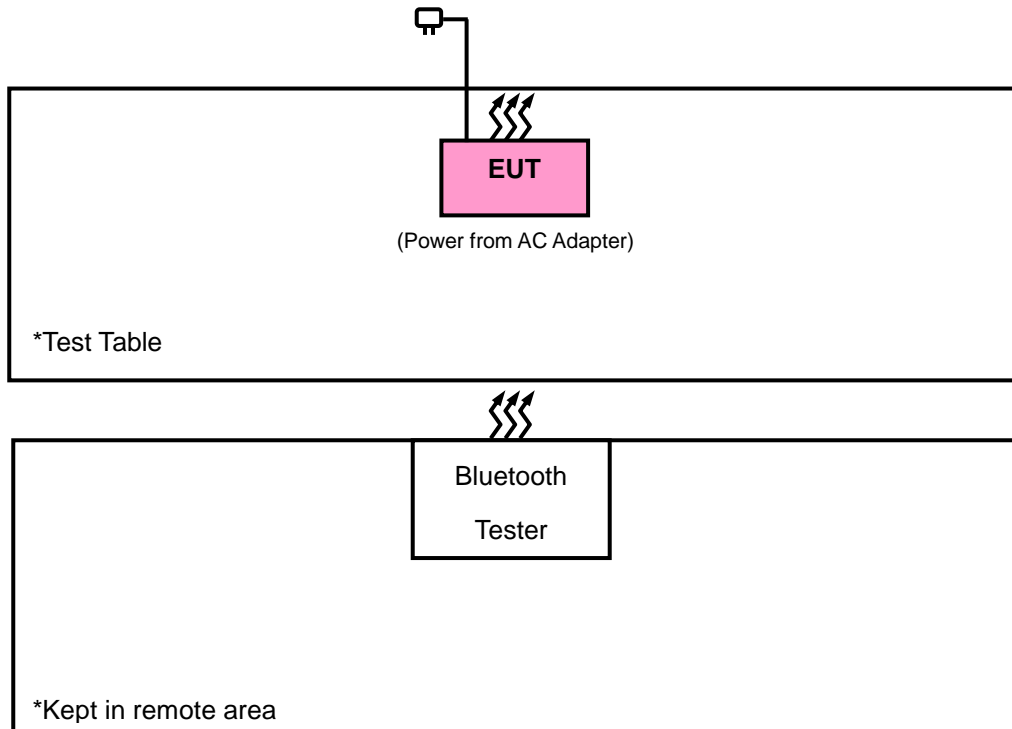 EUT
(Power from AC Adapter)
*Test Table
Bluetooth
Tester
*Kept in remote area